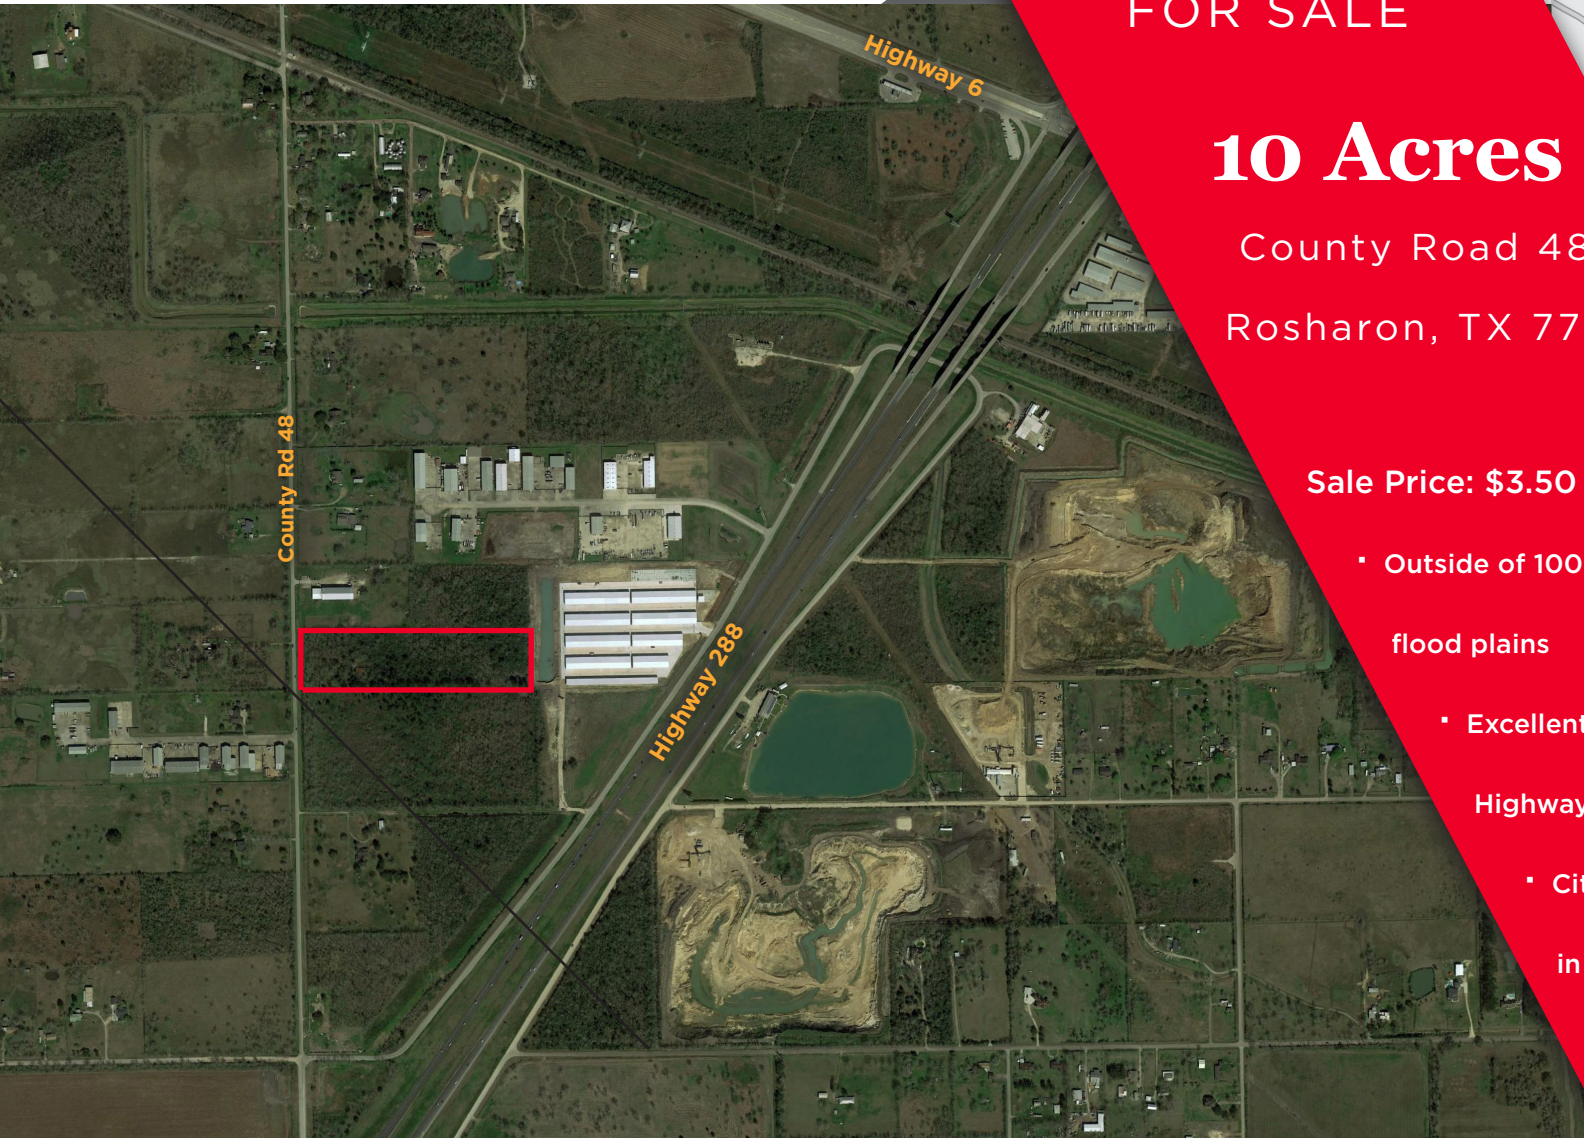 FOR SALE
10 Acres
County Road 48
Rosharon, TX 77
Sale Price: $3.50
▪ Outside of 100
flood plains
▪ Excellent
Highway
▪ Cit
in
Highway 6
County Rd 48
Highway 288